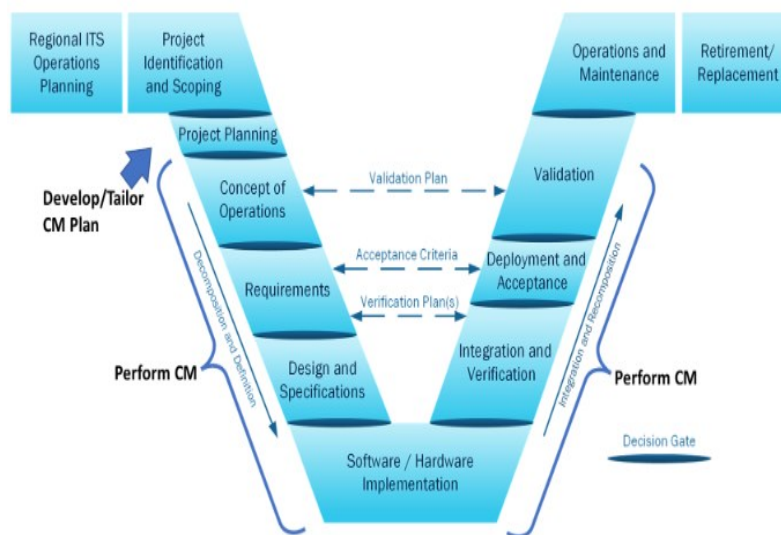 Regional ITS
Operations
Planning
Project
Identification
and Scoping
Operations and
Maintenance
Retirement/
Replacement
Project Planning
Develop/Tailor
CM Plan
Concept of
Operations
Validation Plan
Validation
Decomposition and Definition
Requirements
Acceptance Criteria
Deployment and
Acceptance
Verification Plan(s)
Integration and Recomposition
Perform CM
Design and
Specifications
Integration and
Verification
Perform CM
Software / Hardware
Implementation
Decision Gate